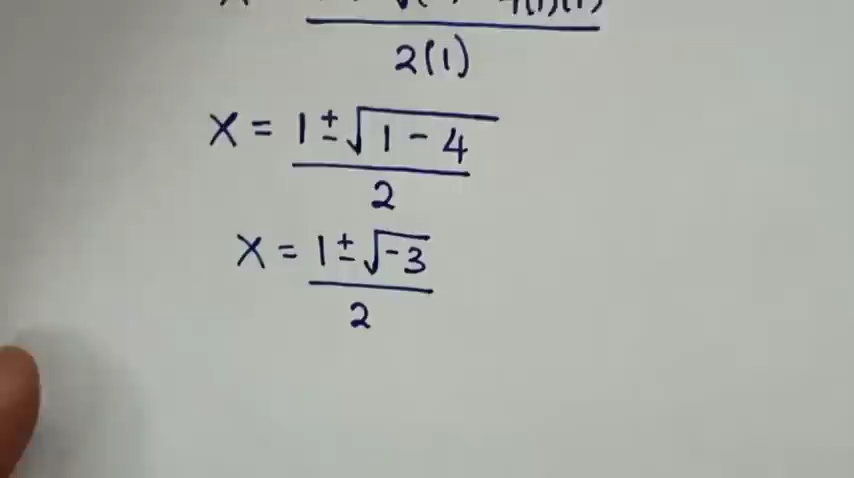 2(1)
X = 1 ± √1 - 4
2
X = 1 ± √-3
2